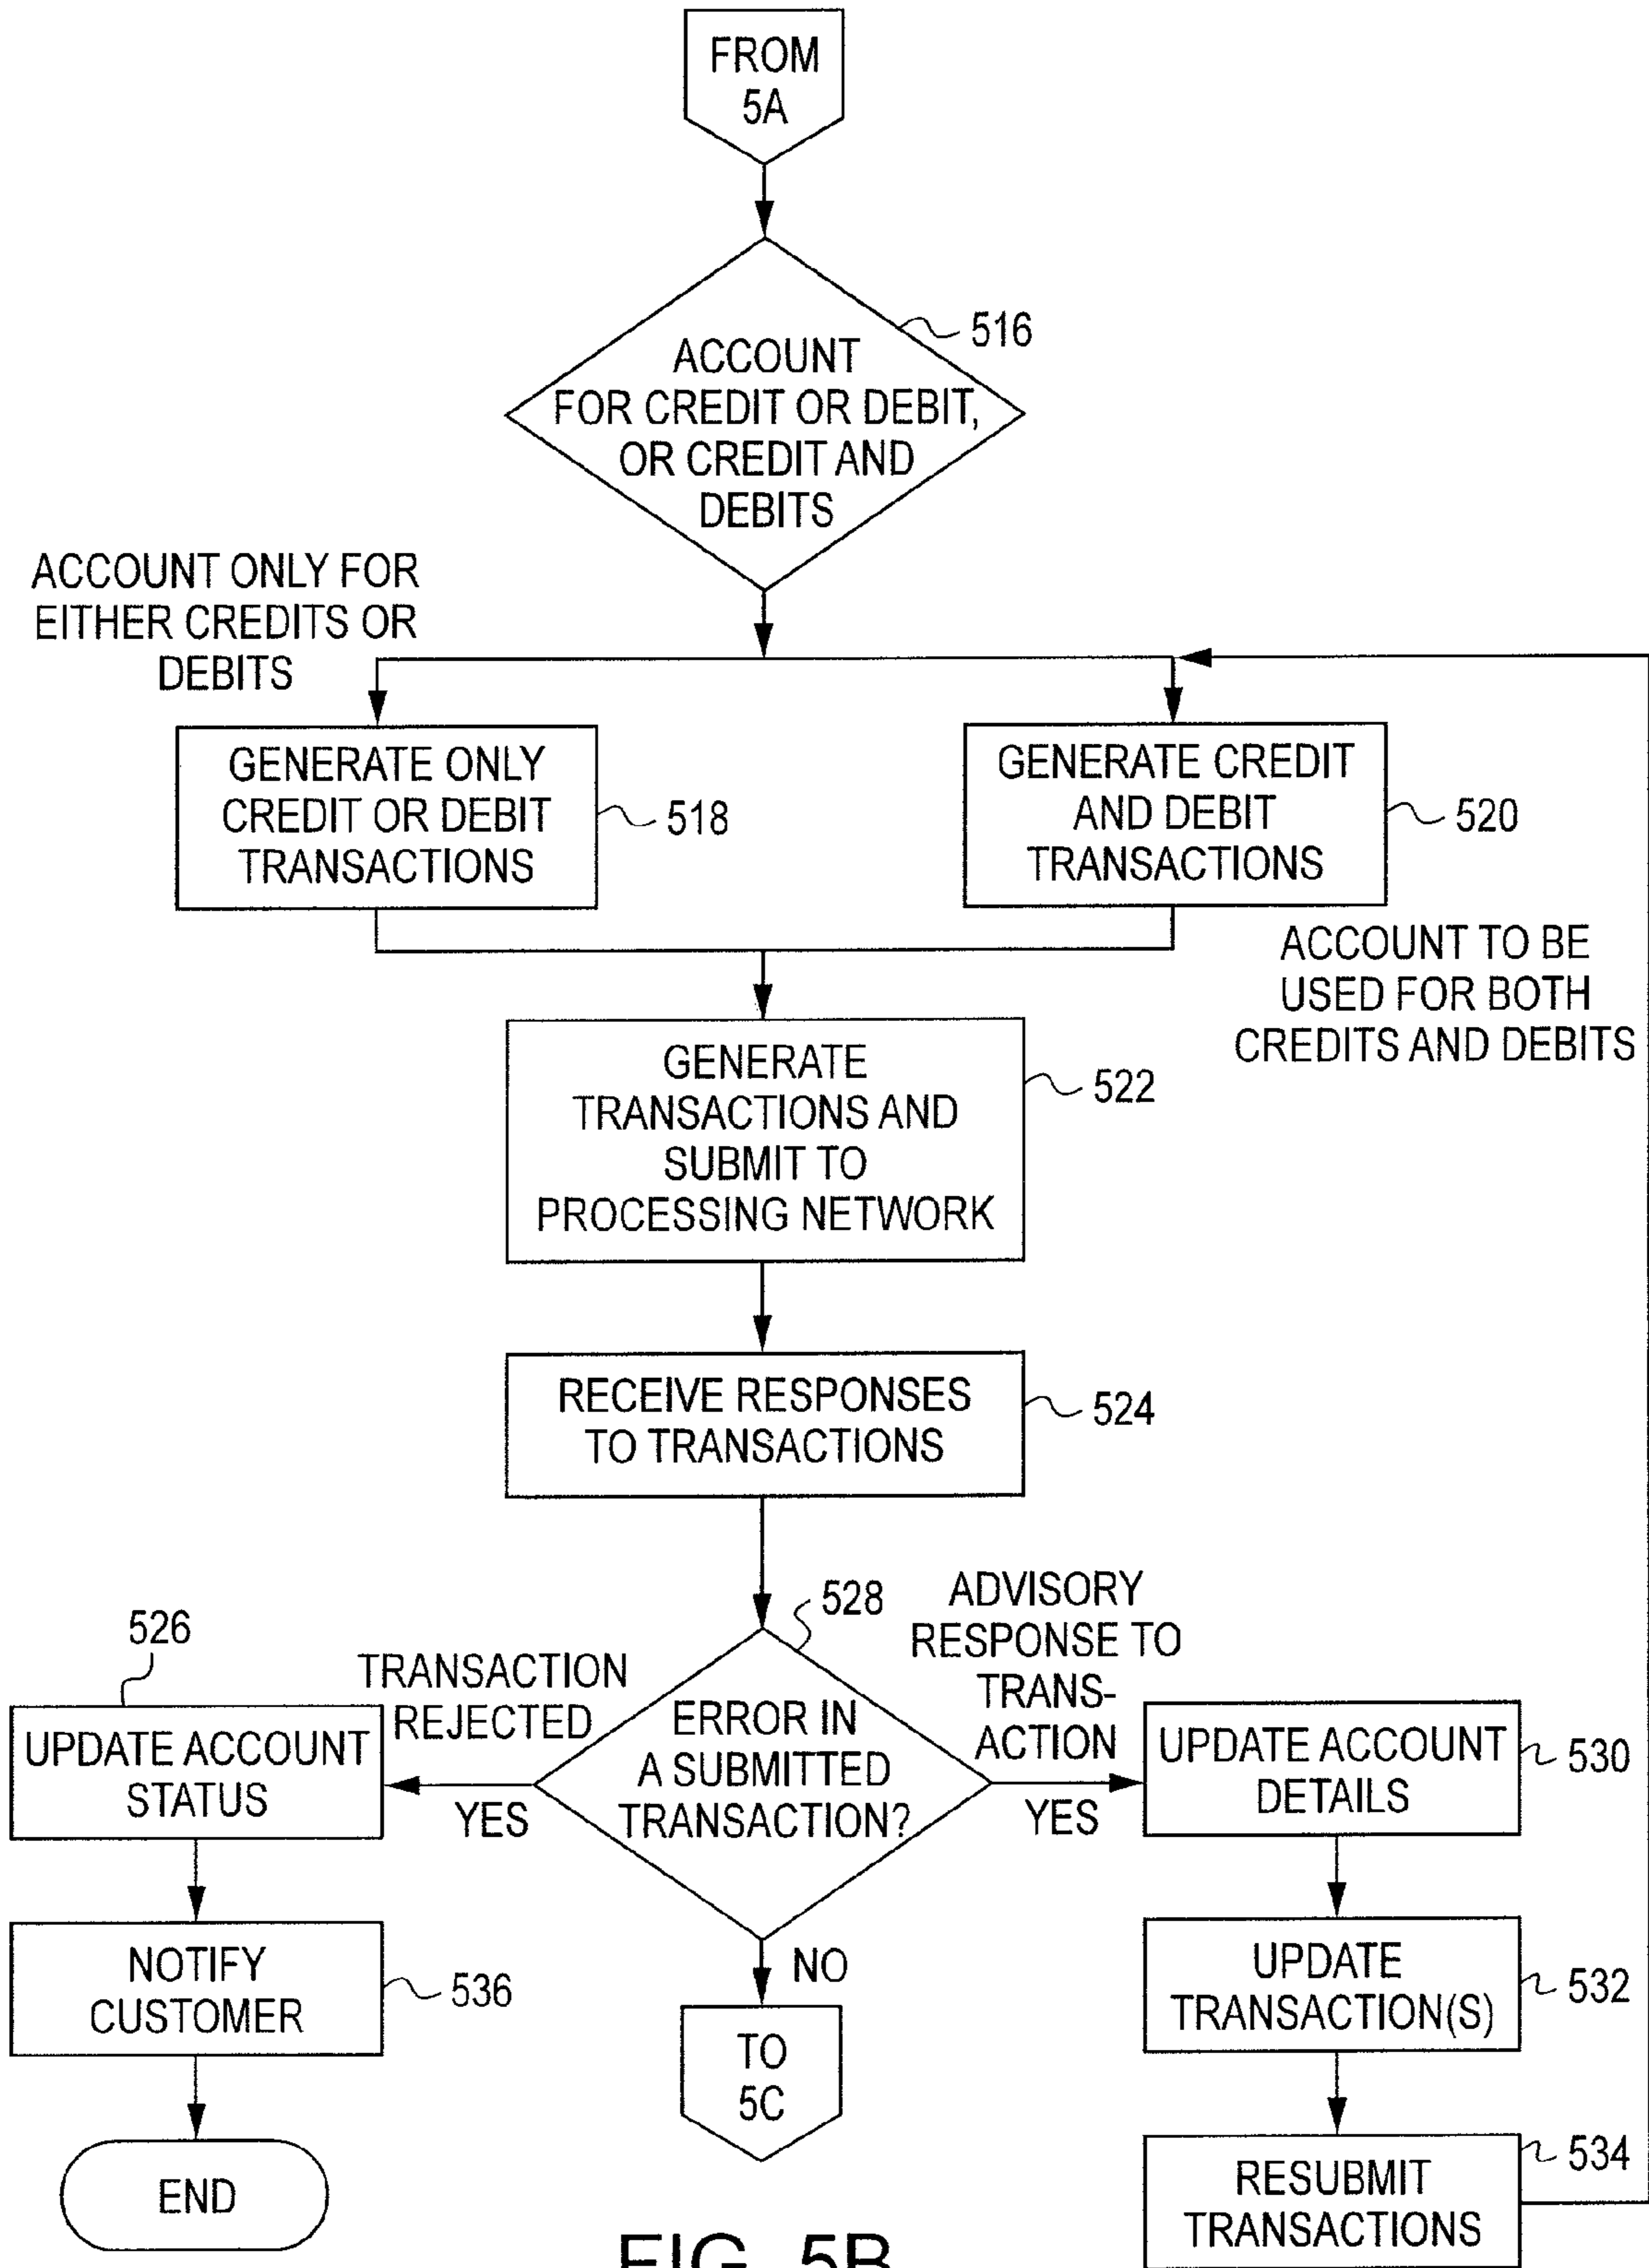 FROM
5A
516
ACCOUNT
FOR CREDIT OR DEBIT,
OR CREDIT AND
DEBITS
ACCOUNT ONLY FOR
EITHER CREDITS OR
DEBITS
GENERATE ONLY
CREDIT OR DEBIT
TRANSACTIONS
518
GENERATE CREDIT
AND DEBIT
TRANSACTIONS
520
ACCOUNT TO BE
USED FOR BOTH
CREDITS AND DEBITS
GENERATE
TRANSACTIONS AND
SUBMIT TO
PROCESSING NETWORK
522
RECEIVE RESPONSES
TO TRANSACTIONS
524
528
ERROR IN
A SUBMITTED
TRANSACTION?
TRANSACTION
REJECTED
YES
526
UPDATE ACCOUNT
STATUS
NOTIFY
CUSTOMER
536
END
NO
TO
5C
ADVISORY
RESPONSE TO
TRANS-
ACTION
YES
UPDATE ACCOUNT
DETAILS
530
UPDATE
TRANSACTION(S)
532
RESUBMIT
TRANSACTIONS
534
FIG. 5B